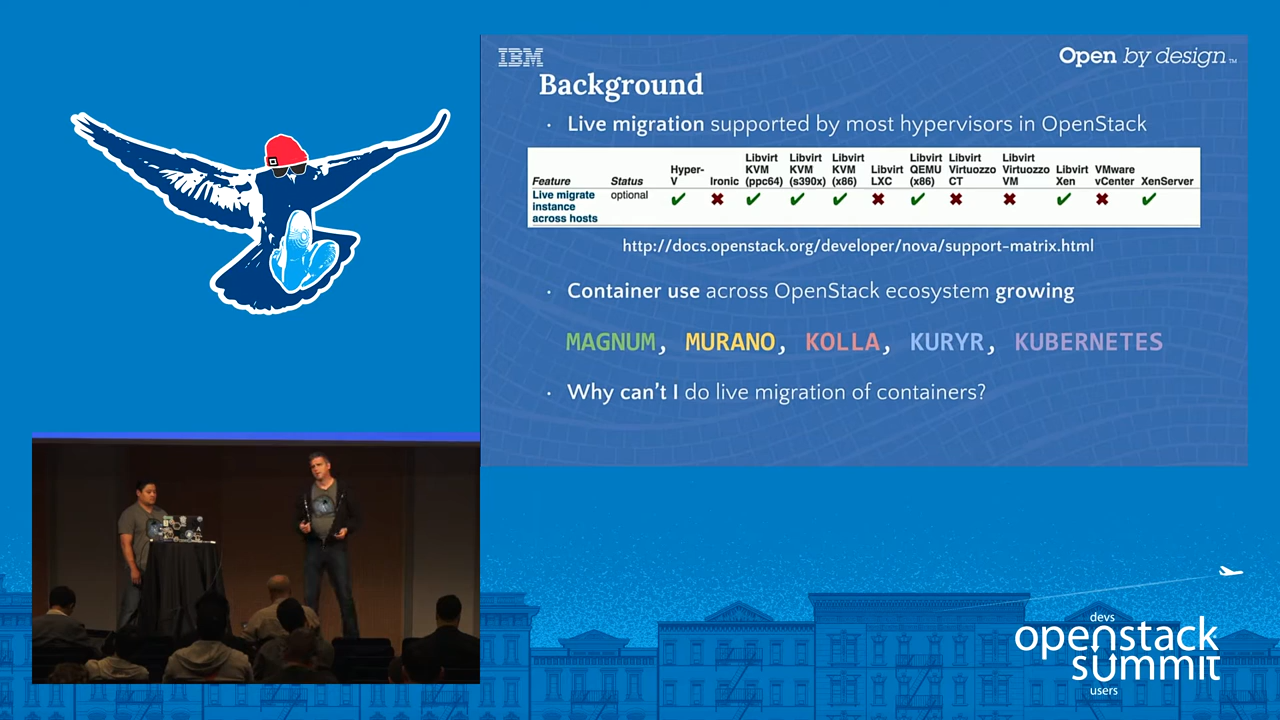 IBM
Open by design™
Background
· Live migration supported by most hypervisors in OpenStack
Feature Status Hyper-V Ironic Libvirt KVM (ppc64) Libvirt KVM (s390x) Libvirt KVM (x86) Libvirt LXC Libvirt QEMU (x86) Libvirt Virtuozzo CT Libvirt Virtuozzo VM Libvirt Xen VMware vCenter XenServer
Live migrate instance across hosts optional ✔ ✖ ✔ ✔ ✔ ✖ ✔ ✖ ✖ ✔ ✖ ✔
http://docs.openstack.org/developer/nova/support-matrix.html
· Container use across OpenStack ecosystem growing
MAGNUM, MURANO, KOLLA, KURYR, KUBERNETES
· Why can't I do live migration of containers?
devs
openstack
summit
users